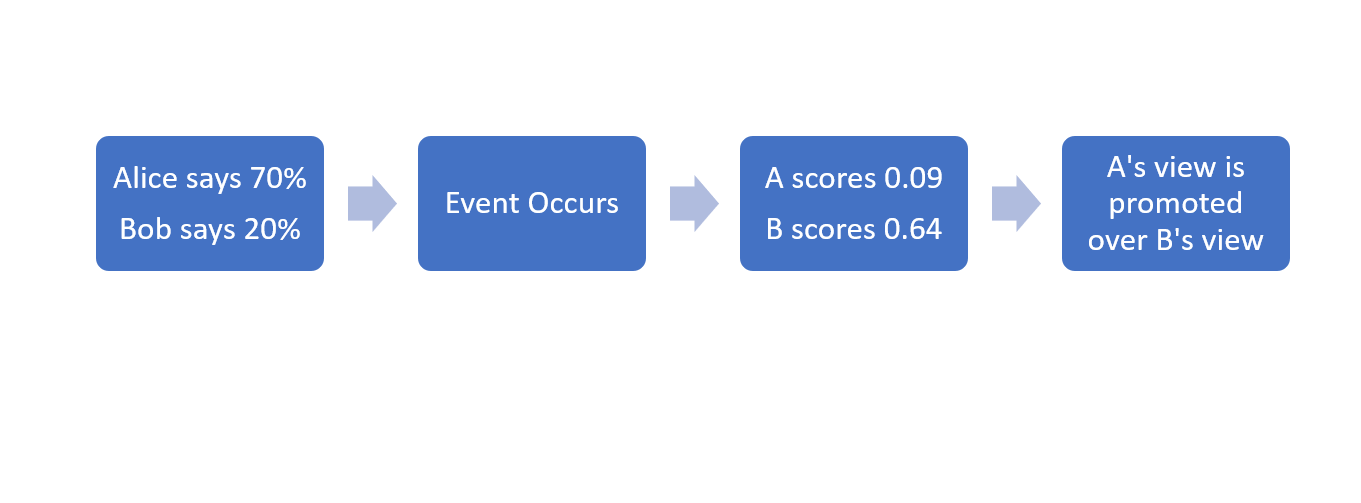 Alice says 70%
Bob says 20%
Event Occurs
A scores 0.09
B scores 0.64
A's view is
promoted
over B's view